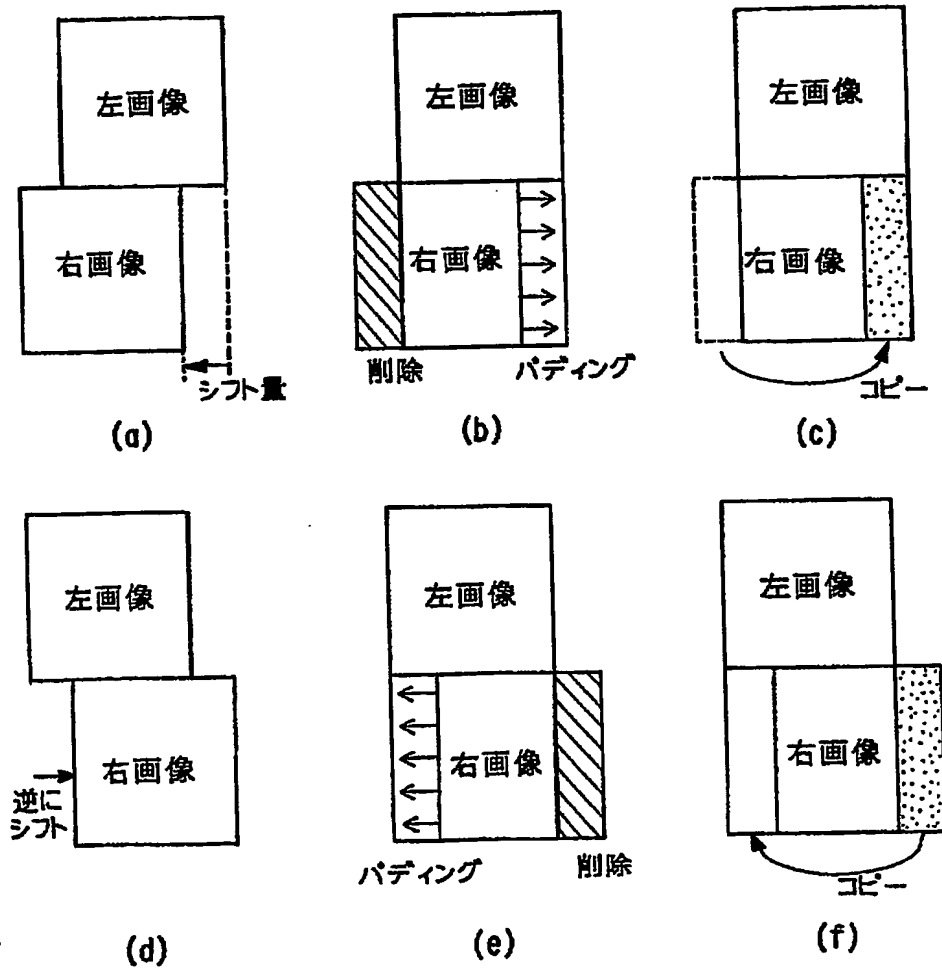 左画像
右画像
シフト量
(a)
左画像
右画像
削除
パディング
(b)
左画像
右画像
コピー
(c)
左画像
右画像
逆に
シフト
(d)
左画像
右画像
パディング
削除
(e)
左画像
右画像
コピー
(f)